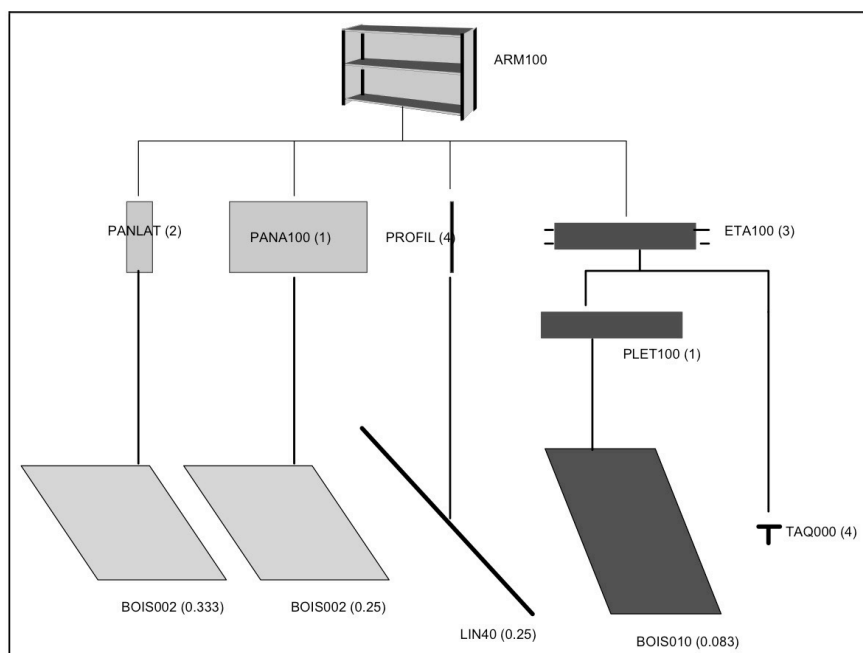 ARM100
PANLAT (2)
PANA100 (1)
PROFIL (4)
ETA100 (3)
PLET100 (1)
TAQ000 (4)
BOIS002 (0.333)
BOIS002 (0.25)
LIN40 (0.25)
BOIS010 (0.083)